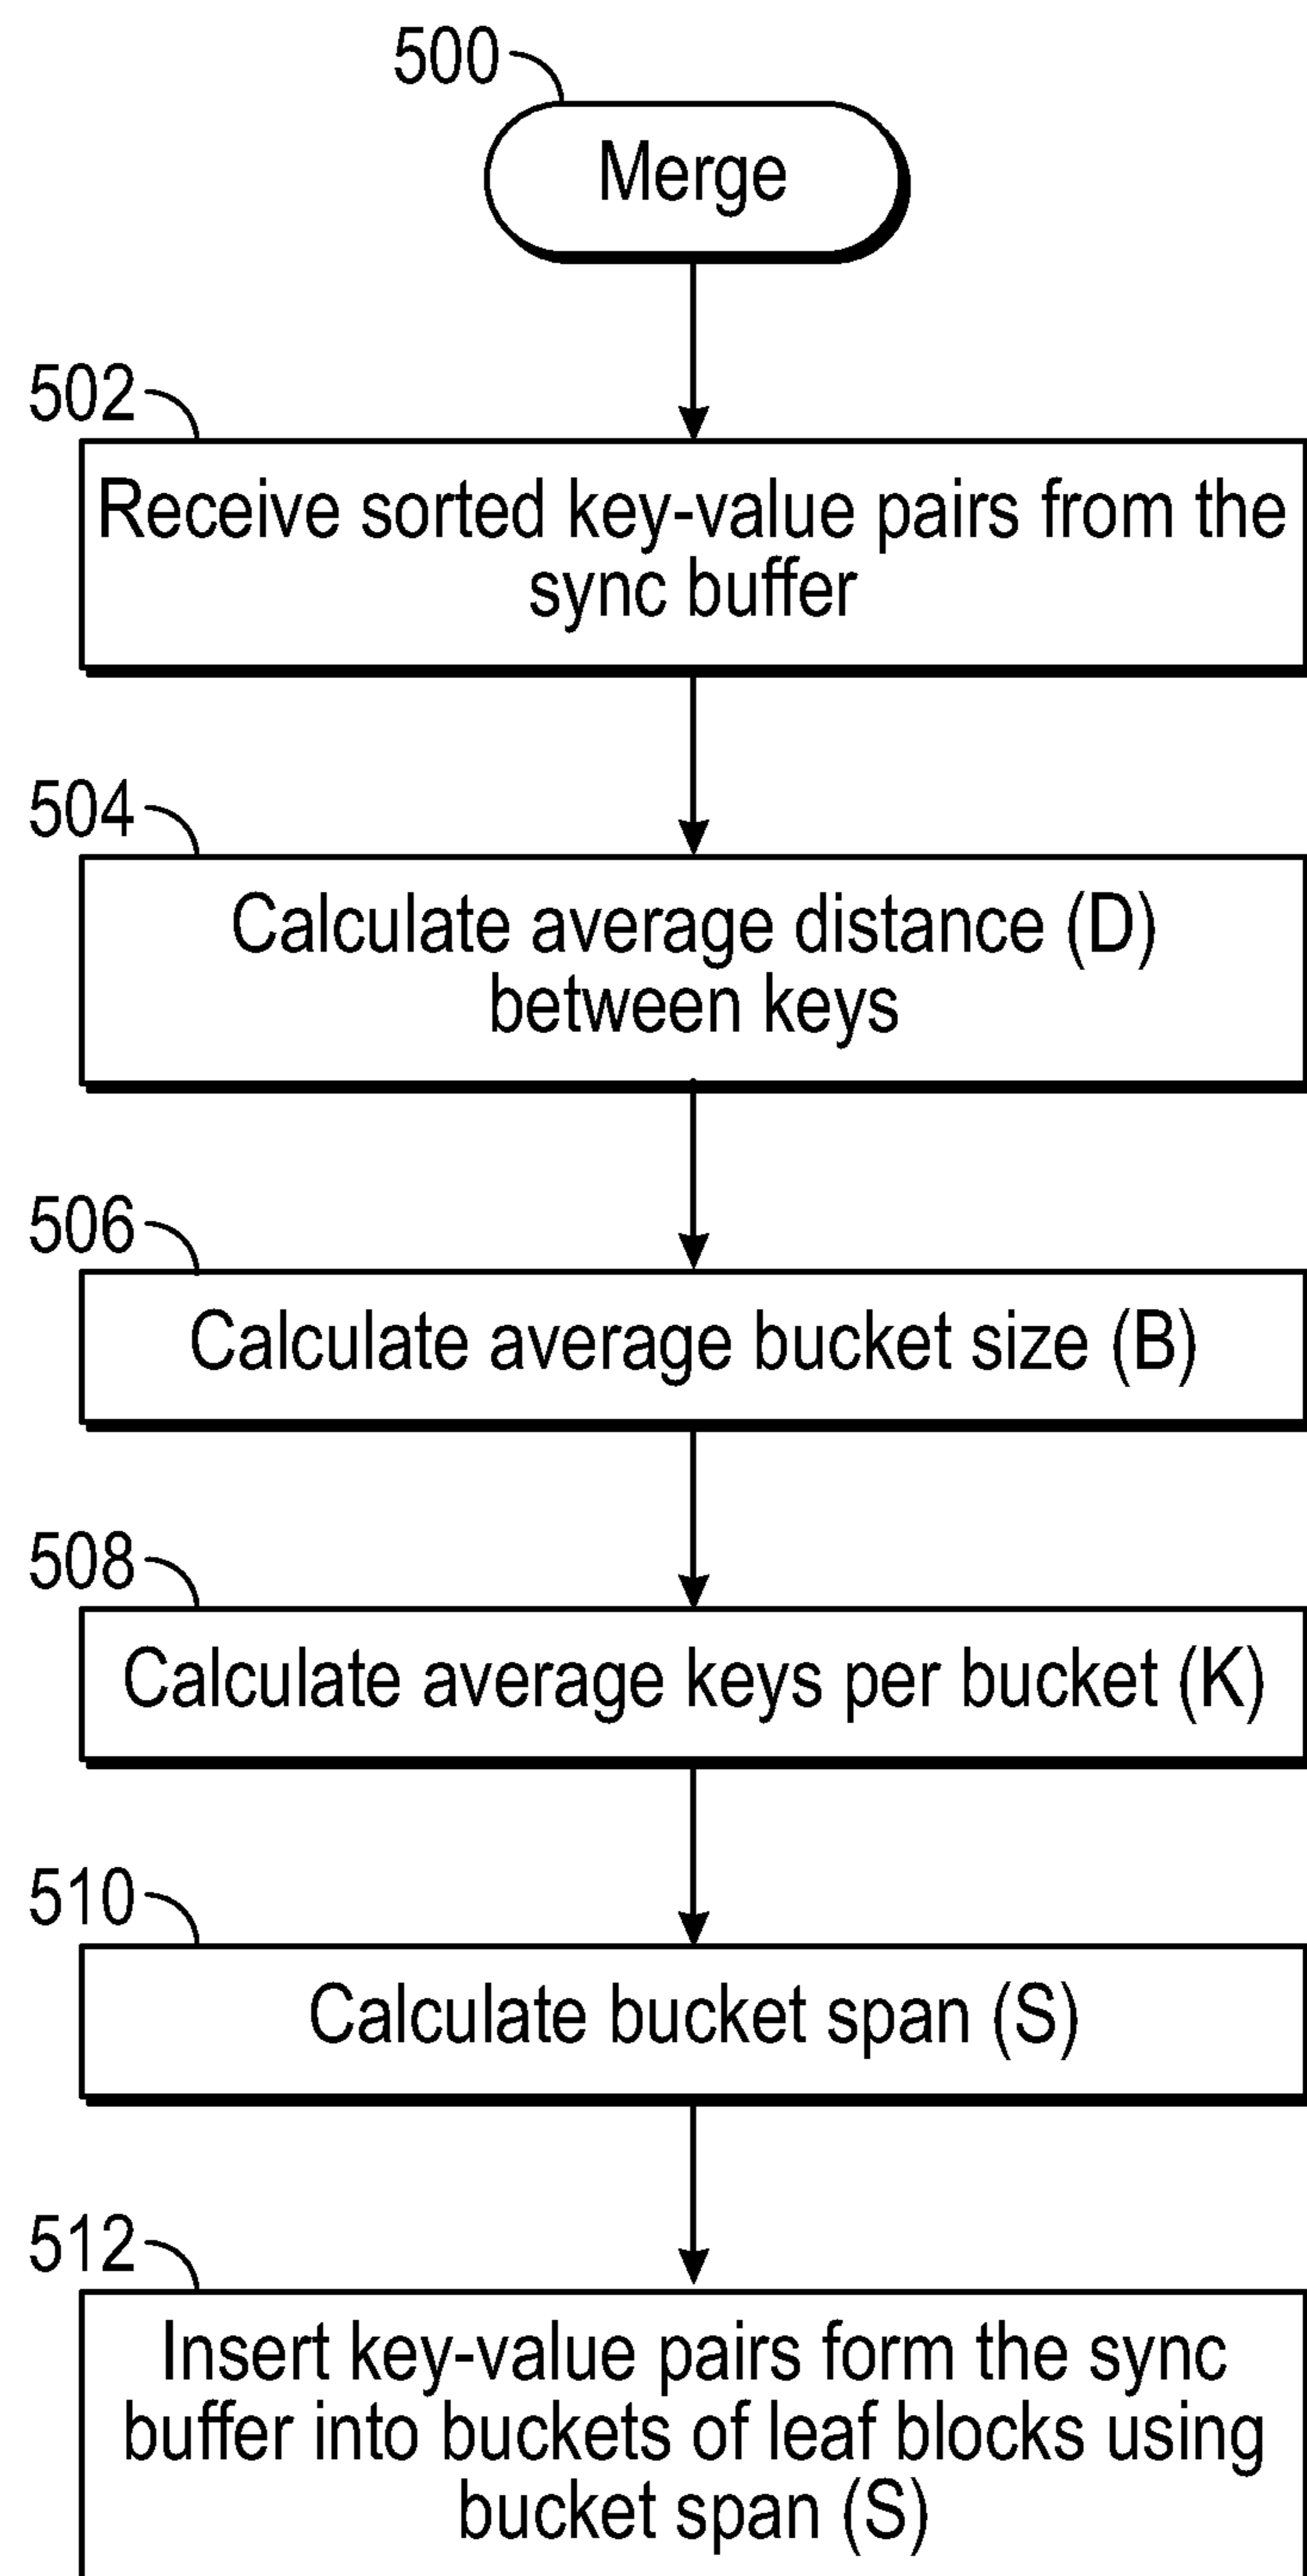 500
Merge
502
Receive sorted key-value pairs from the
sync buffer
504
Calculate average distance (D)
between keys
506
Calculate average bucket size (B)
508
Calculate average keys per bucket (K)
510
Calculate bucket span (S)
512
Insert key-value pairs form the sync
buffer into buckets of leaf blocks using
bucket span (S)